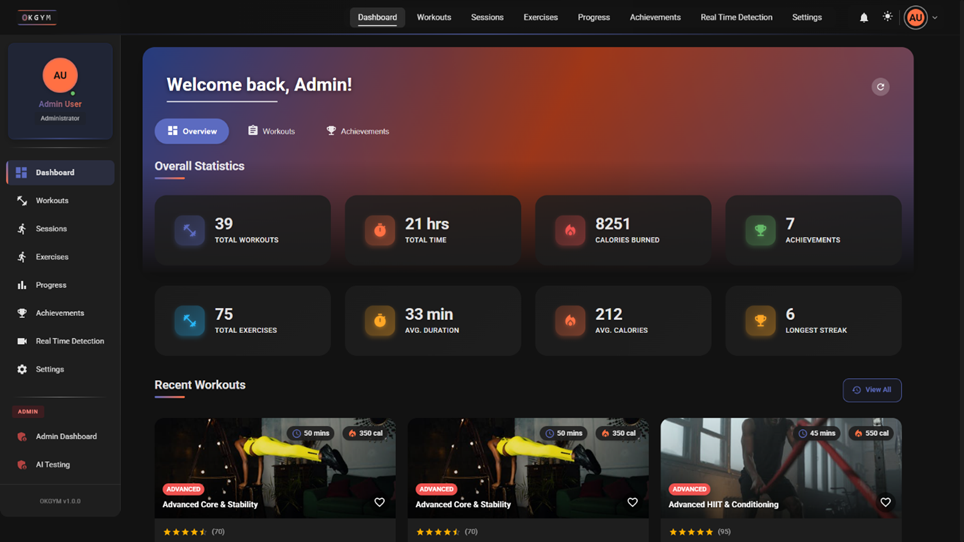 OKGYM
Dashboard Workouts Sessions Exercises Progress Achievements Real Time Detection Settings
AU
AU
Admin User
Administrator
Dashboard
Workouts
Sessions
Exercises
Progress
Achievements
Real Time Detection
Settings
ADMIN
Admin Dashboard
AI Testing
OKGYM v1.0.0
Welcome back, Admin!
Overview Workouts Achievements
Overall Statistics
39
TOTAL WORKOUTS
21 hrs
TOTAL TIME
8251
CALORIES BURNED
7
ACHIEVEMENTS
75
TOTAL EXERCISES
33 min
AVG. DURATION
212
AVG. CALORIES
6
LONGEST STREAK
Recent Workouts
View All
50 mins 350 cal
ADVANCED
Advanced Core & Stability
(70)
50 mins 350 cal
ADVANCED
Advanced Core & Stability
(70)
45 mins 550 cal
ADVANCED
Advanced HIIT & Conditioning
(95)